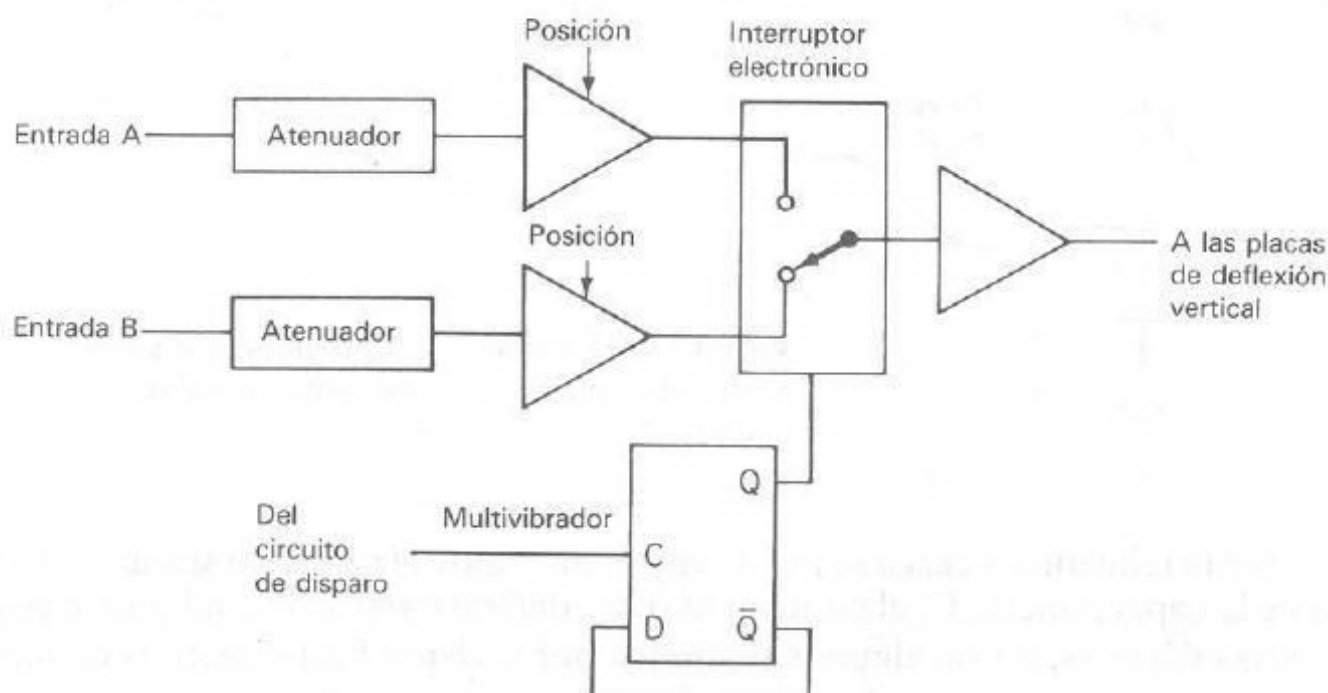 Posición
Interruptor
electrónico
Entrada A
Atenuador
Posición
A las placas
de deflexión
vertical
Entrada B
Atenuador
Q
Del
circuito
de disparo
Multivibrador
C
D
Q̅